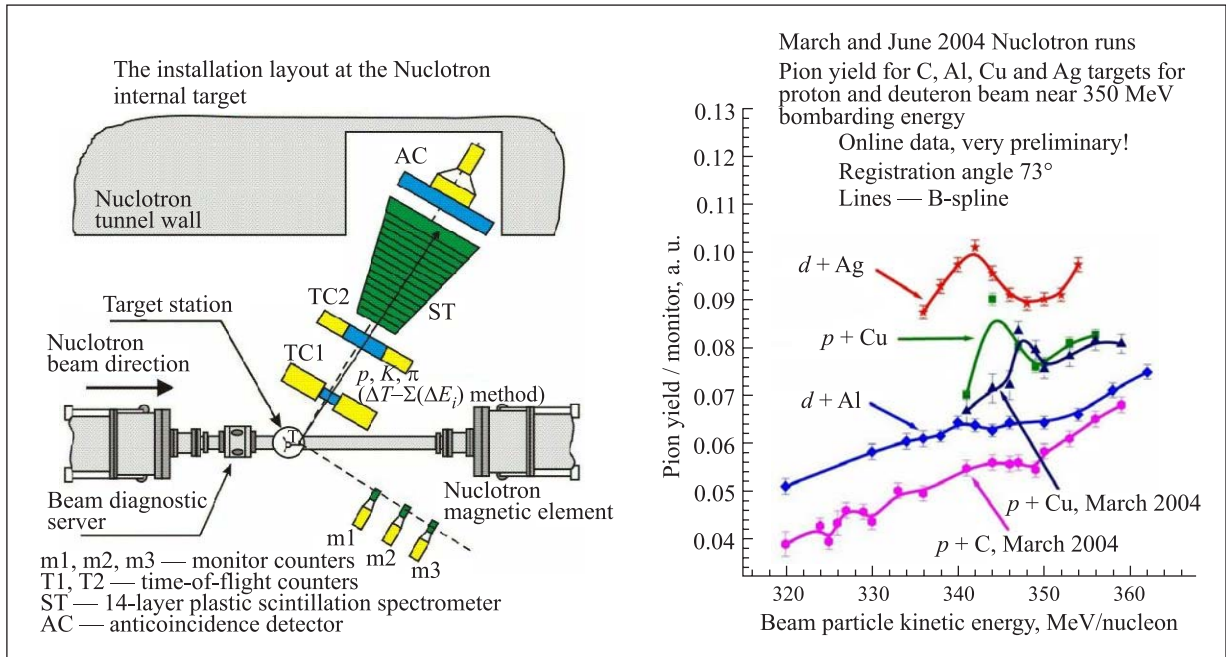 The installation layout at the Nuclotron
internal target
AC
Nuclotron
tunnel wall
ST
TC2
Target station
TC1
Nuclotron
beam direction
p, K, π
(ΔT–Σ(ΔE_i) method)
T
Beam diagnostic
server
Nuclotron
magnetic element
m1
m2
m3
m1, m2, m3 — monitor counters
T1, T2 — time-of-flight counters
ST — 14-layer plastic scintillation spectrometer
AC — anticoincidence detector
March and June 2004 Nuclotron runs
Pion yield for C, Al, Cu and Ag targets for
proton and deuteron beam near 350 MeV
bombarding energy
Online data, very preliminary!
Registration angle 73°
Lines — B-spline
Pion yield / monitor, a. u.
0.13
0.12
0.11
0.10
0.09
0.08
0.07
0.06
0.05
0.04
d + Ag
p + Cu
d + Al
p + Cu, March 2004
p + C, March 2004
320
330
340
350
360
Beam particle kinetic energy, MeV/nucleon